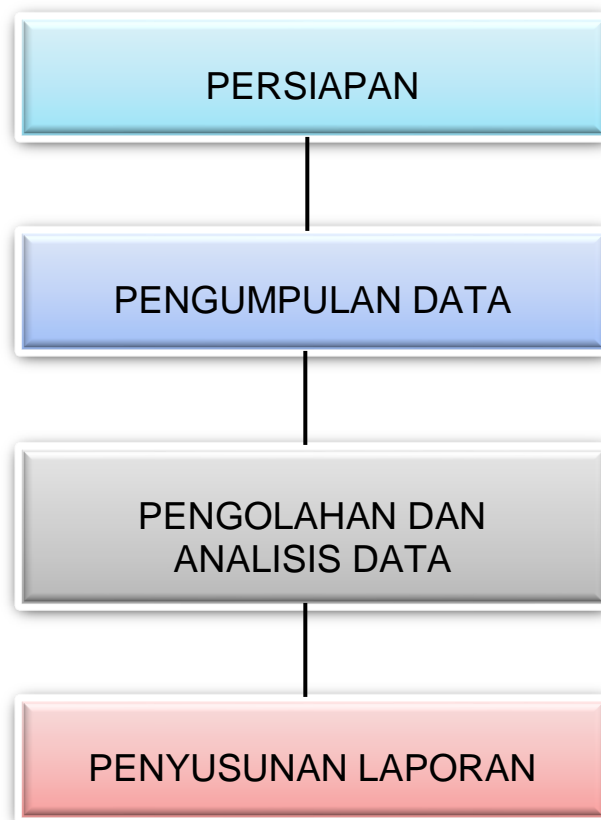 PERSIAPAN
PENGUMPULAN DATA
PENGOLAHAN DAN
ANALISIS DATA
PENYUSUNAN LAPORAN